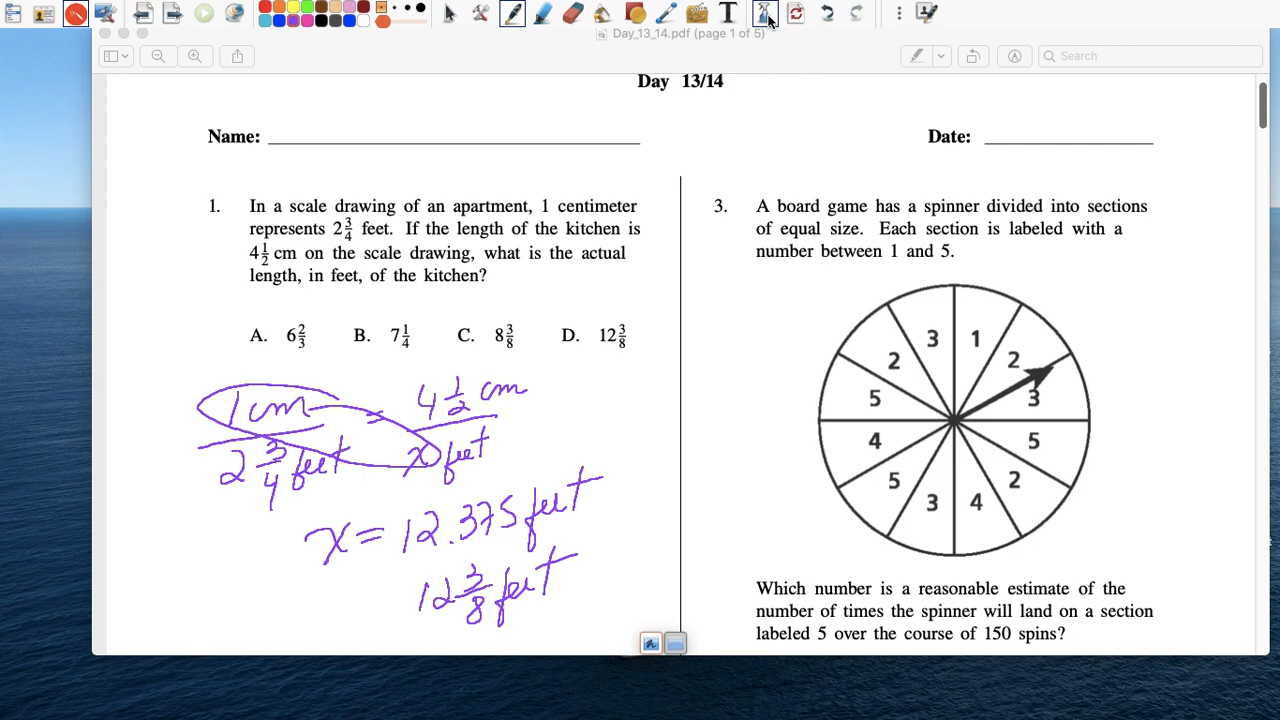 Day_13_14.pdf (page 1 of 5)
Search
Day 13/14
Name:
Date:
1. In a scale drawing of an apartment, 1 centimeter
represents 2 3/4 feet. If the length of the kitchen is
4 1/2 cm on the scale drawing, what is the actual
length, in feet, of the kitchen?
A. 6 2/3 B. 7 1/4 C. 8 3/8 D. 12 3/8
1 cm = 4 1/2 cm
2 3/4 feet x feet
x = 12.375 feet
12 3/8 feet
3. A board game has a spinner divided into sections
of equal size. Each section is labeled with a
number between 1 and 5.
3 1
2 2
5 3
4 5
5 2
3 4
Which number is a reasonable estimate of the
number of times the spinner will land on a section
labeled 5 over the course of 150 spins?
T